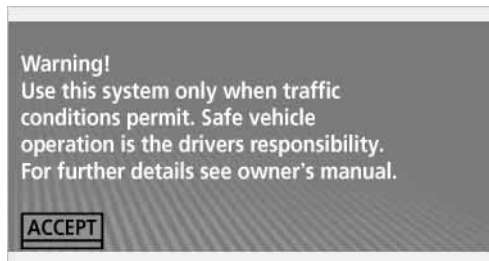 Warning!
Use this system only when traffic
conditions permit. Safe vehicle
operation is the drivers responsibility.
For further details see owner's manual.
ACCEPT